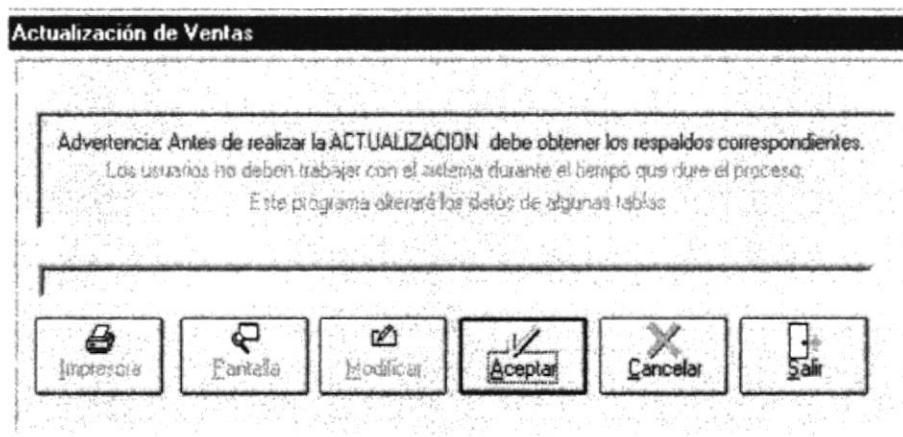 Actualización de Ventas
Advertencia: Antes de realizar la ACTUALIZACION debe obtener los respaldos correspondientes.
Los usuarios no deben trabajar con el sistema durante el tiempo que dure el proceso.
Este programa alterará los datos de algunas tablas
Impresora Pantalla Modificar Aceptar Cancelar Salir